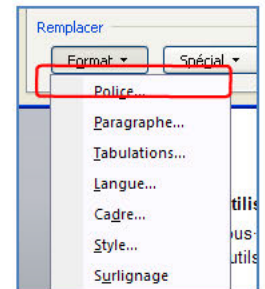 Remplacer
Format Spécial
Police...
Paragraphe...
Tabulations...
Langue...
Cadre...
Style...
Surlignage